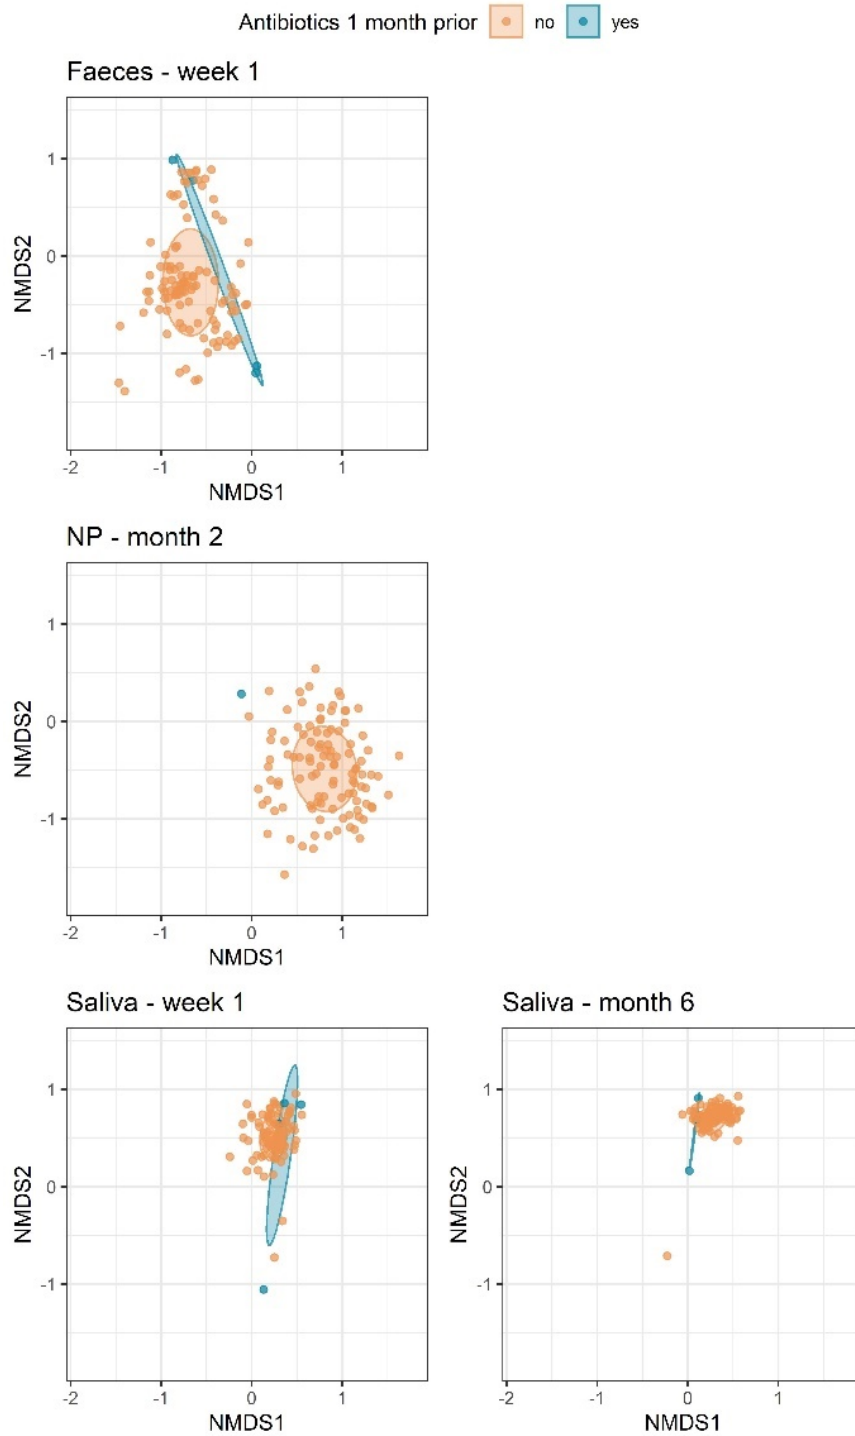 Antibiotics 1 month prior no yes
Faeces - week 1
NMDS2
1
0
-1
-2 -1 0 1
NMDS1
NP - month 2
NMDS2
1
0
-1
-2 -1 0 1
NMDS1
Saliva - week 1
NMDS2
1
0
-1
-2 -1 0 1
NMDS1
Saliva - month 6
NMDS2
1
0
-1
-2 -1 0 1
NMDS1